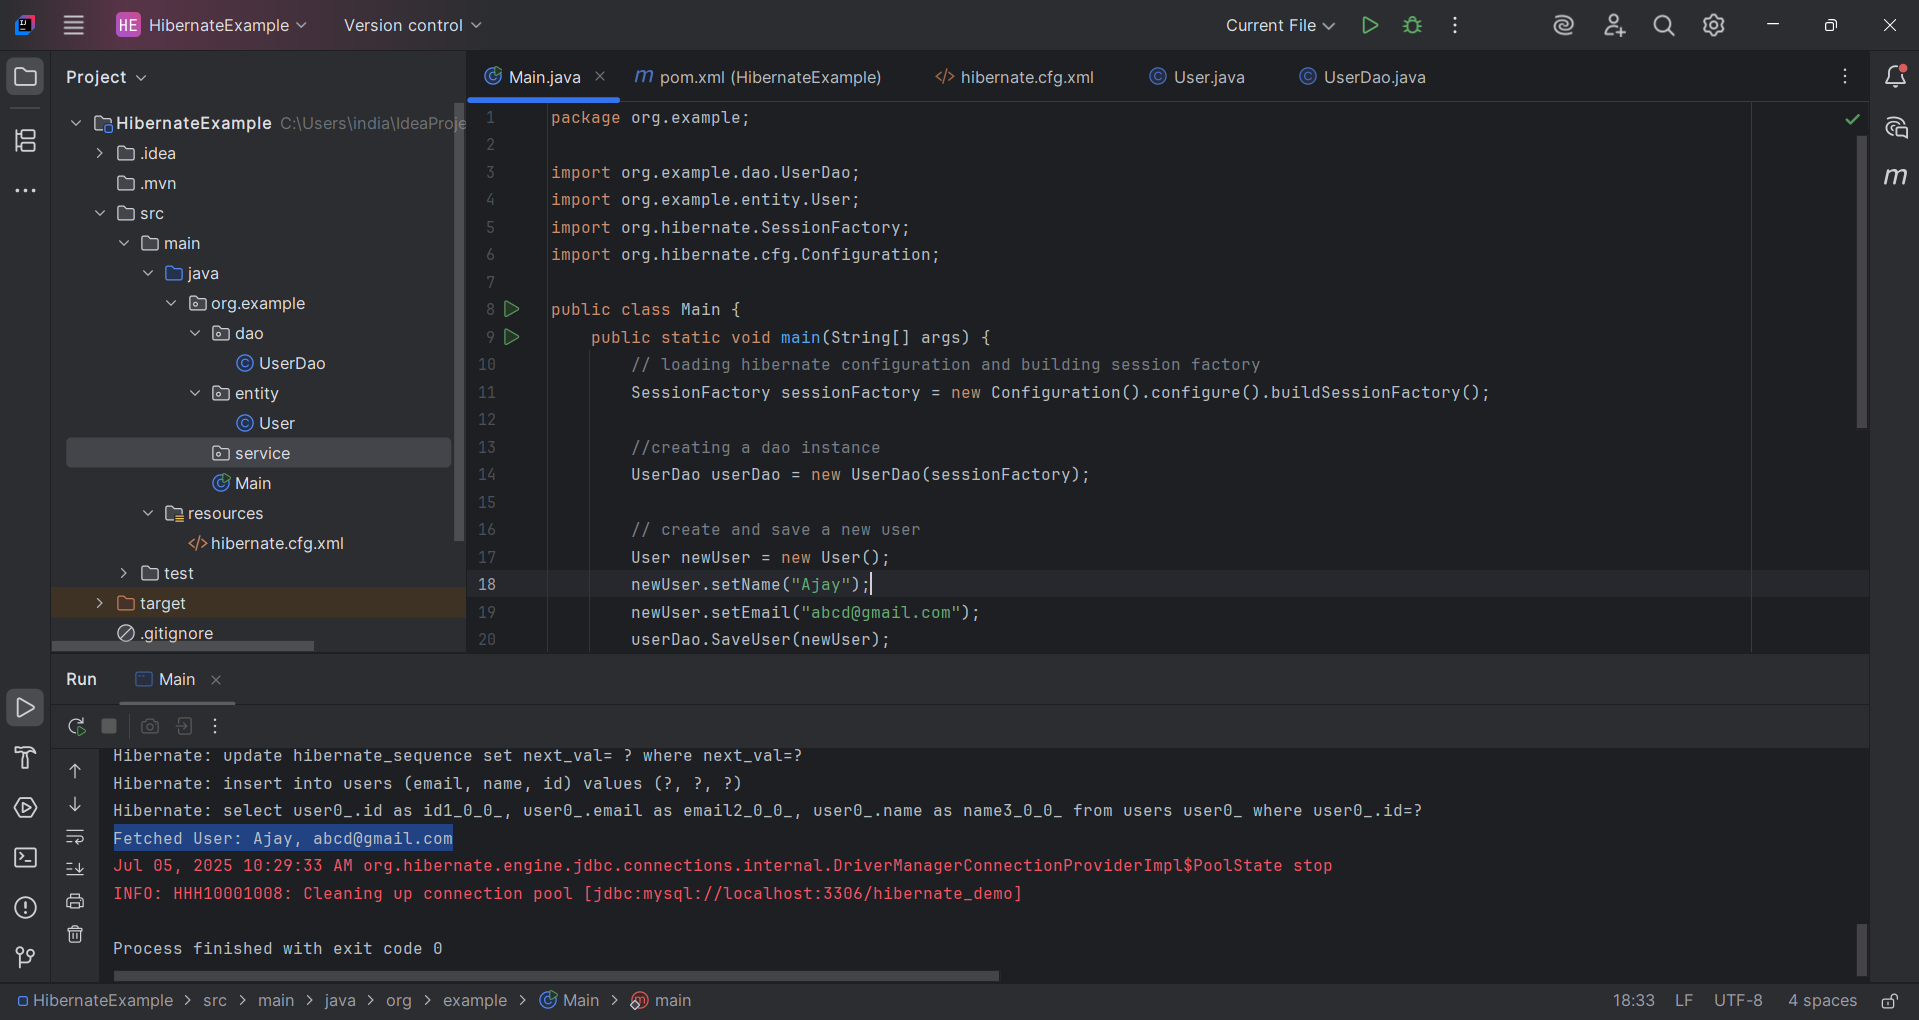 HE HibernateExample Version control Current File
Project
Main.java pom.xml (HibernateExample) hibernate.cfg.xml User.java UserDao.java
HibernateExample C:\Users\india\IdeaProje
.idea
.mvn
src
main
java
org.example
dao
UserDao
entity
User
service
Main
resources
hibernate.cfg.xml
test
target
.gitignore
1 package org.example;
2
3 import org.example.dao.UserDao;
4 import org.example.entity.User;
5 import org.hibernate.SessionFactory;
6 import org.hibernate.cfg.Configuration;
7
8 public class Main {
9 public static void main(String[] args) {
10 // loading hibernate configuration and building session factory
11 SessionFactory sessionFactory = new Configuration().configure().buildSessionFactory();
12
13 //creating a dao instance
14 UserDao userDao = new UserDao(sessionFactory);
15
16 // create and save a new user
17 User newUser = new User();
18 newUser.setName("Ajay");
19 newUser.setEmail("abcd@gmail.com");
20 userDao.SaveUser(newUser);
Run Main
Hibernate: update hibernate_sequence set next_val= ? where next_val=?
Hibernate: insert into users (email, name, id) values (?, ?, ?)
Hibernate: select user0_.id as id1_0_0_, user0_.email as email2_0_0_, user0_.name as name3_0_0_ from users user0_ where user0_.id=?
Fetched User: Ajay, abcd@gmail.com
Jul 05, 2025 10:29:33 AM org.hibernate.engine.jdbc.connections.internal.DriverManagerConnectionProviderImpl$PoolState stop
INFO: HHH10001008: Cleaning up connection pool [jdbc:mysql://localhost:3306/hibernate_demo]
Process finished with exit code 0
HibernateExample > src > main > java > org > example > Main > main 18:33 LF UTF-8 4 spaces